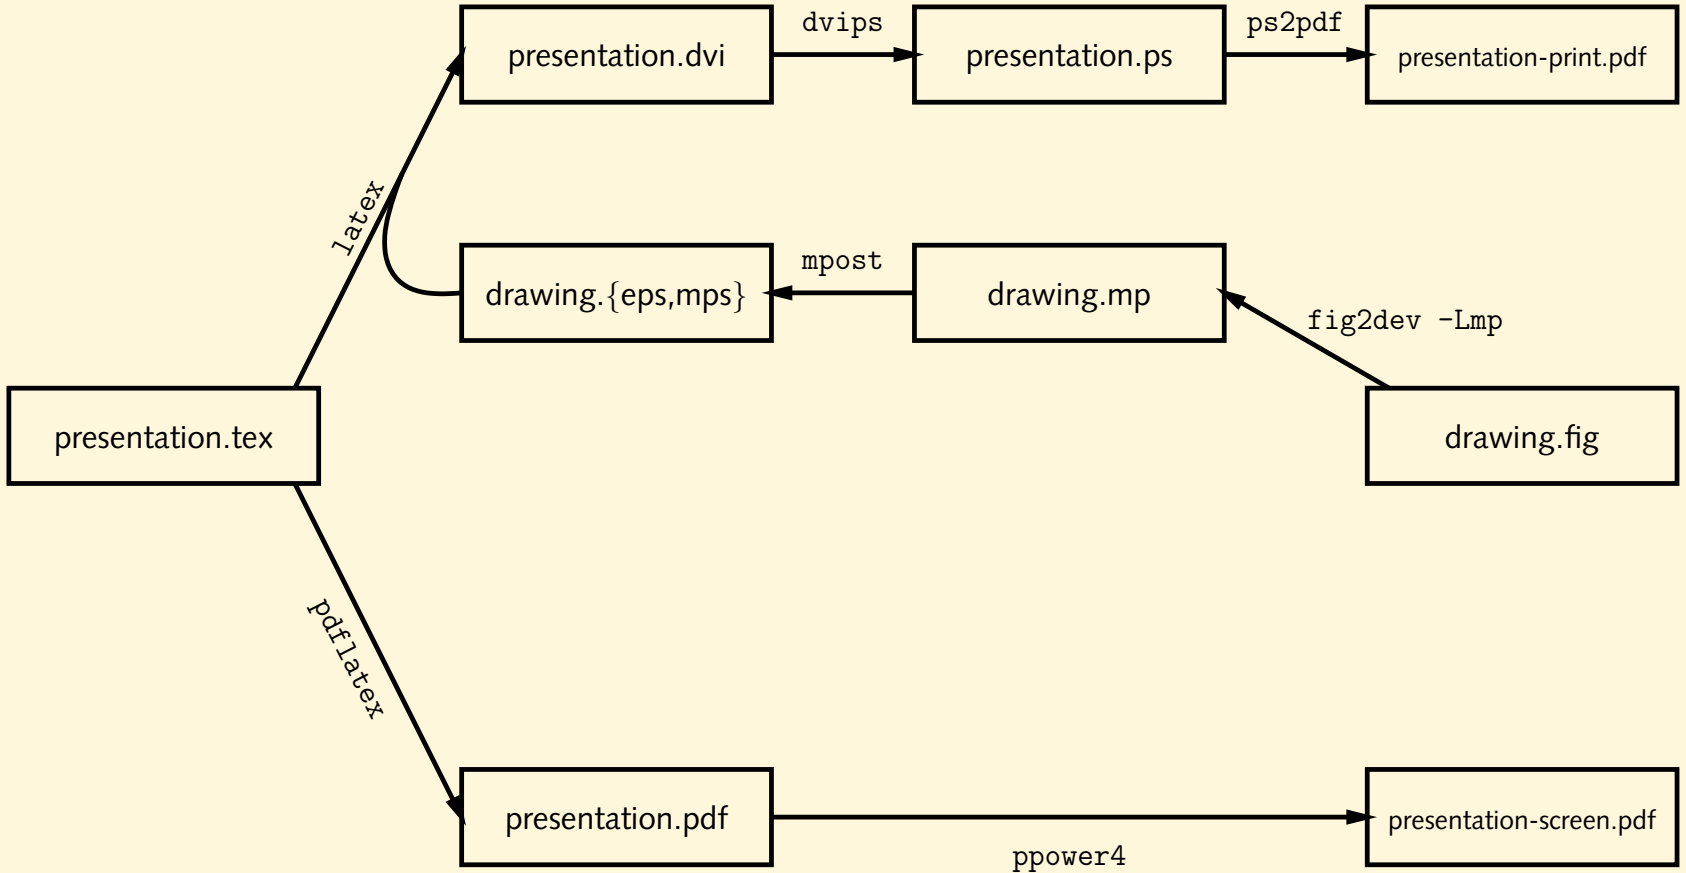 dvips
ps2pdf
presentation.dvi
presentation.ps
presentation-print.pdf
latex
mpost
drawing.{eps,mps}
drawing.mp
fig2dev -Lmp
presentation.tex
drawing.fig
pdflatex
presentation.pdf
presentation-screen.pdf
ppower4